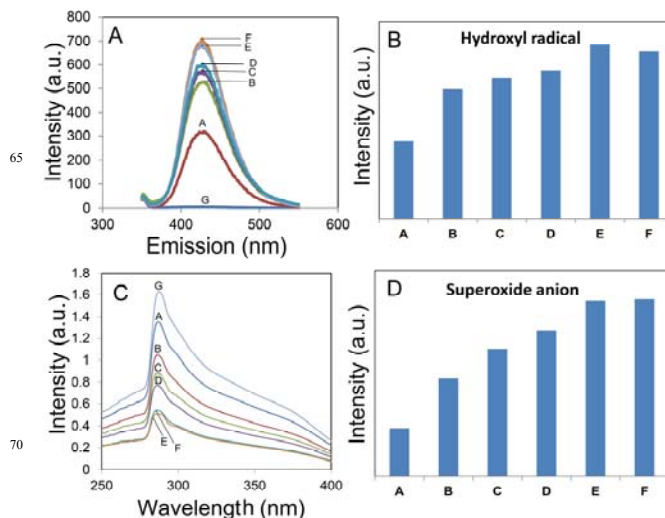 65
70
A
Intensity (a.u.)
800
700
600
500
400
300
200
100
0
F
E
D
C
B
A
G
300
400
500
600
Emission (nm)
B
Hydroxyl radical
Intensity (a.u.)
A B C D E F
C
Intensity (a.u.)
1.8
1.6
1.4
1.2
1
0.8
0.6
0.4
0.2
0
G
A
B
C
D
E F
250
300
350
400
Wavelength (nm)
D
Superoxide anion
Intensity (a.u.)
A B C D E F